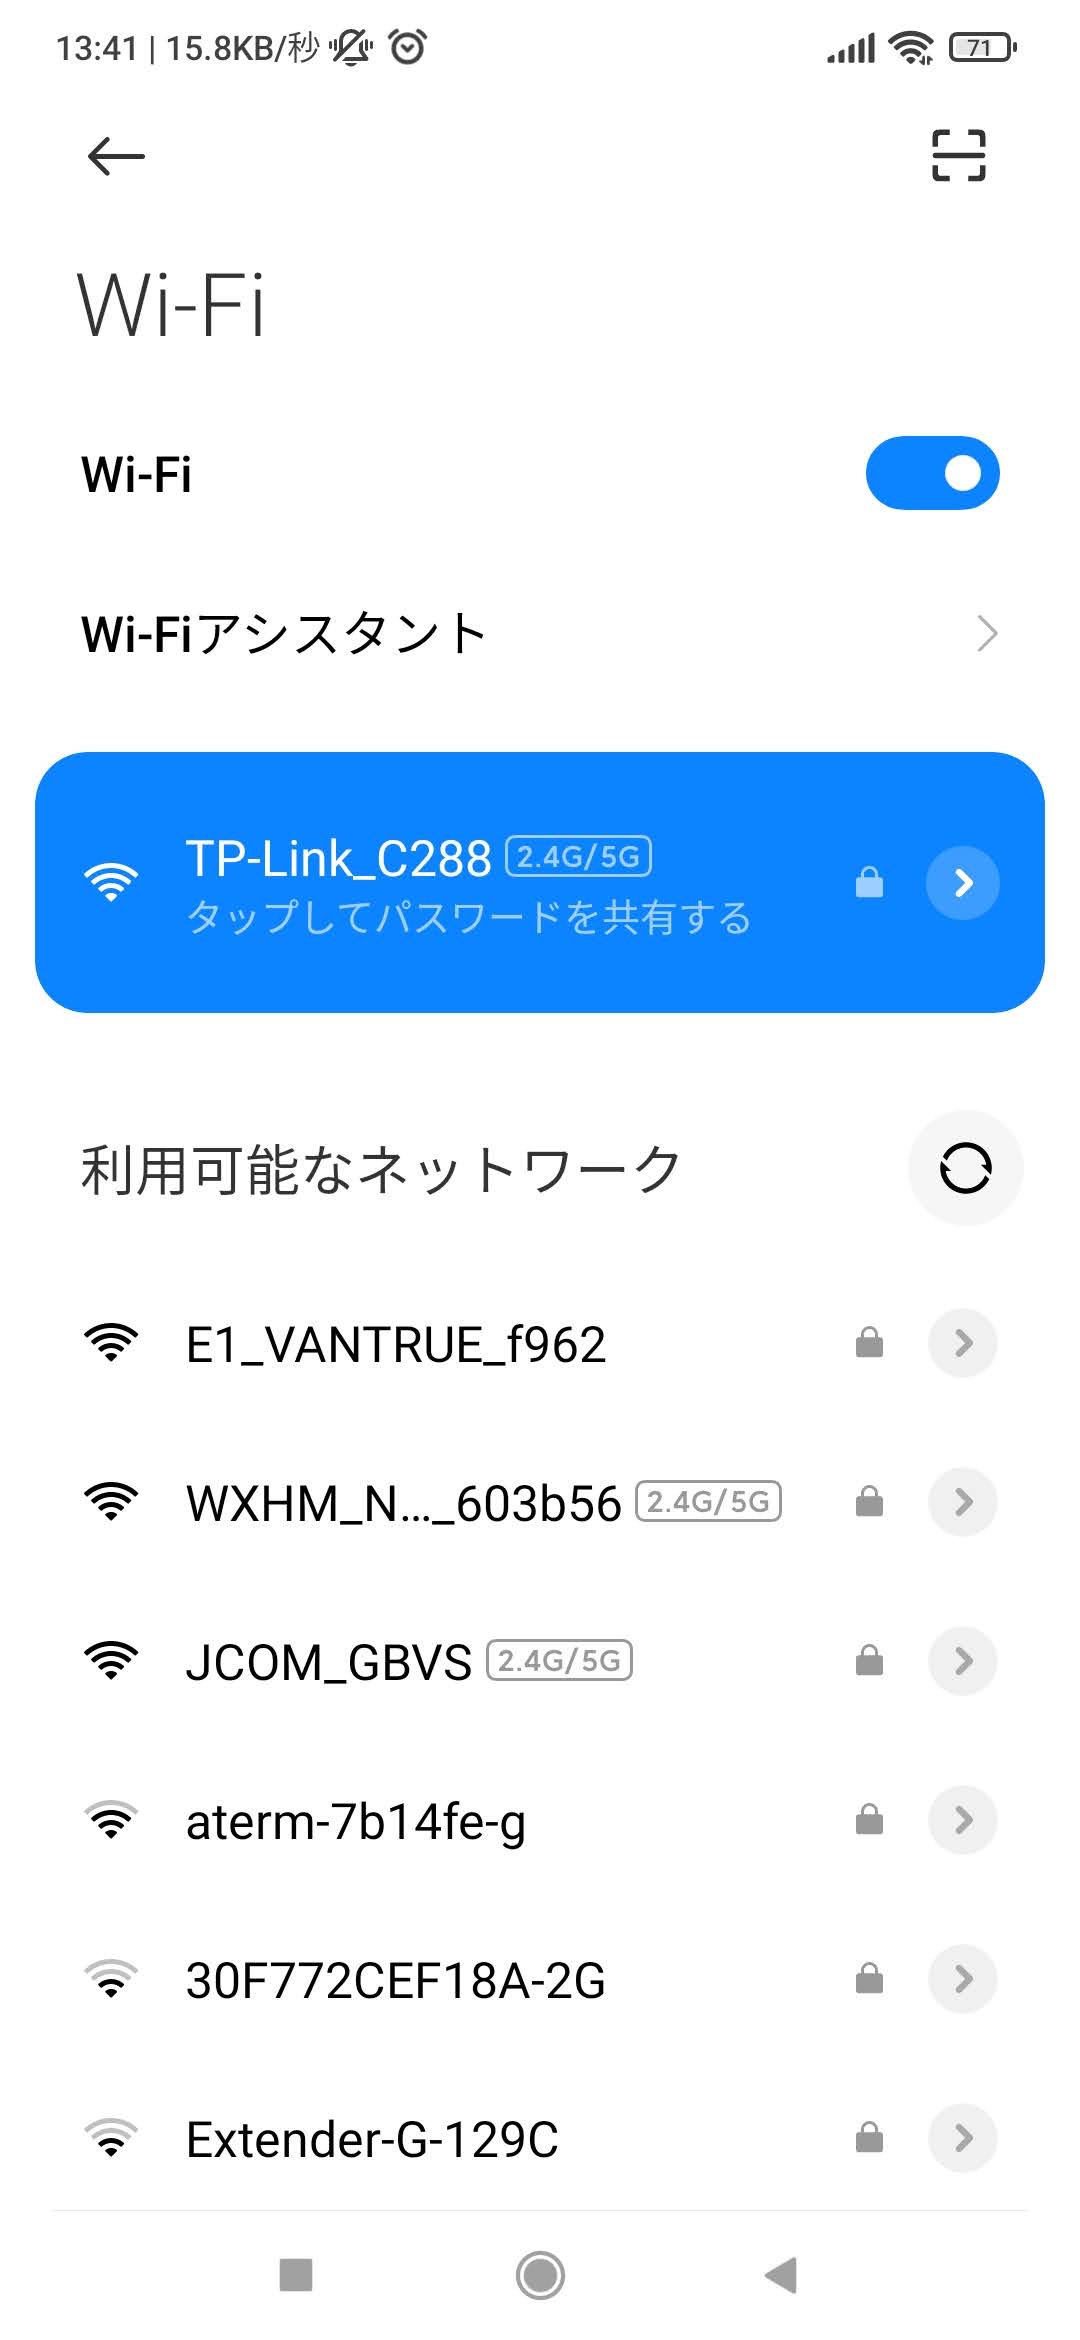 13:41 | 15.8KB/秒
71
Wi-Fi
Wi-Fi
Wi-Fiアシスタント
TP-Link_C288 2.4G/5G
タップしてパスワードを共有する
利用可能なネットワーク
E1_VANTRUE_f962
WXHM_N…_603b56 2.4G/5G
JCOM_GBVS 2.4G/5G
aterm-7b14fe-g
30F772CEF18A-2G
Extender-G-129C